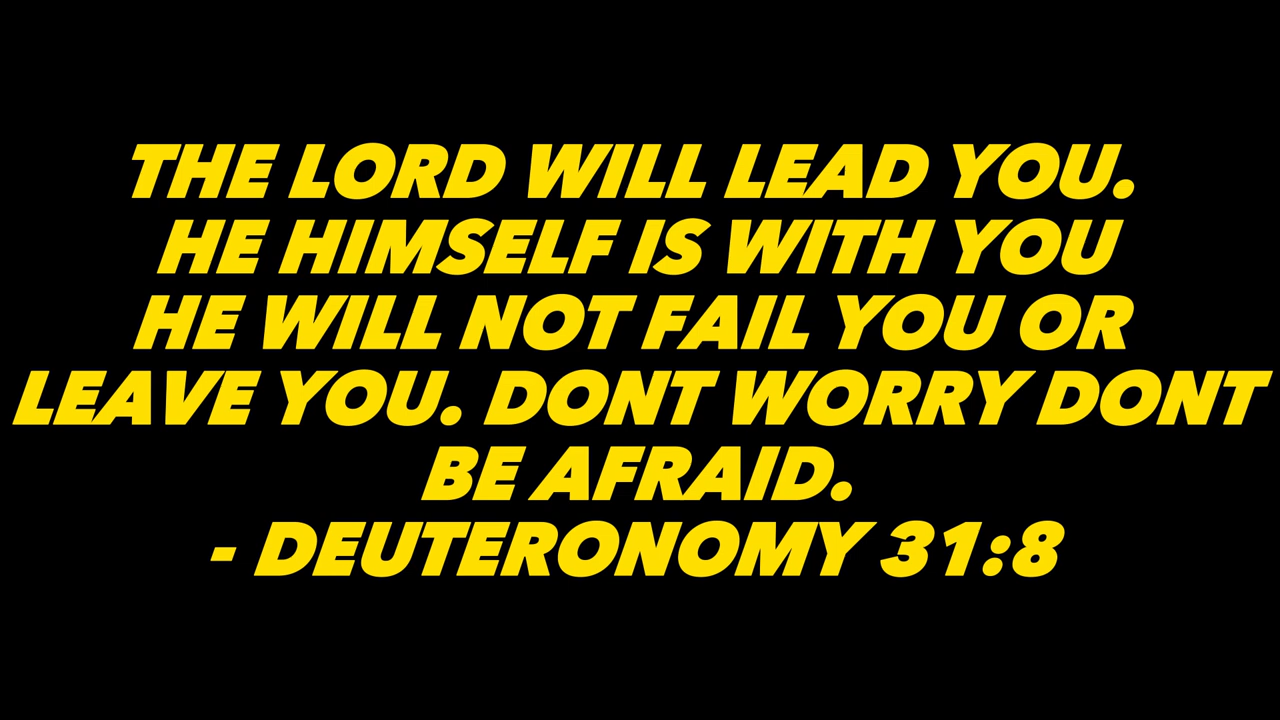 THE LORD WILL LEAD YOU.
HE HIMSELF IS WITH YOU
HE WILL NOT FAIL YOU OR
LEAVE YOU. DONT WORRY DONT
BE AFRAID.
- DEUTERONOMY 31:8